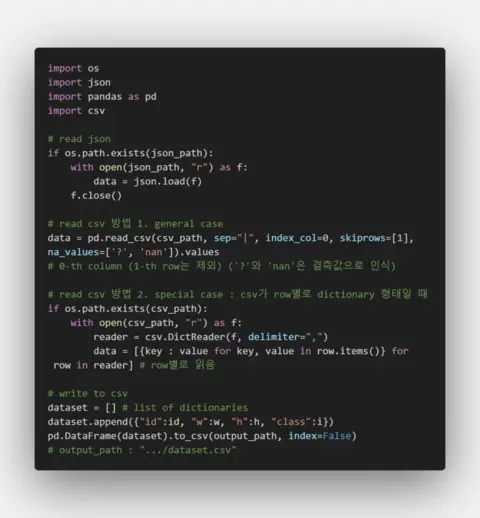 import os
import json
import pandas as pd
import csv
# read json
if os.path.exists(json_path):
    with open(json_path, "r") as f:
        data = json.load(f)
    f.close()
# read csv 방법 1. general case
data = pd.read_csv(csv_path, sep="|", index_col=0, skiprows=[1],
na_values=['?', 'nan']).values
# 0-th column (1-th row는 제외) ('?'와 'nan'은 결측값으로 인식)
# read csv 방법 2. special case : csv가 row별로 dictionary 형태일 때
if os.path.exists(csv_path):
    with open(csv_path, "r") as f:
        reader = csv.DictReader(f, delimiter=",")
        data = [{key : value for key, value in row.items()} for
 row in reader] # row별로 읽음
# write to csv
dataset = [] # list of dictionaries
dataset.append({"id":id, "w":w, "h":h, "class":i})
pd.DataFrame(dataset).to_csv(output_path, index=False)
# output_path : ".../dataset.csv"